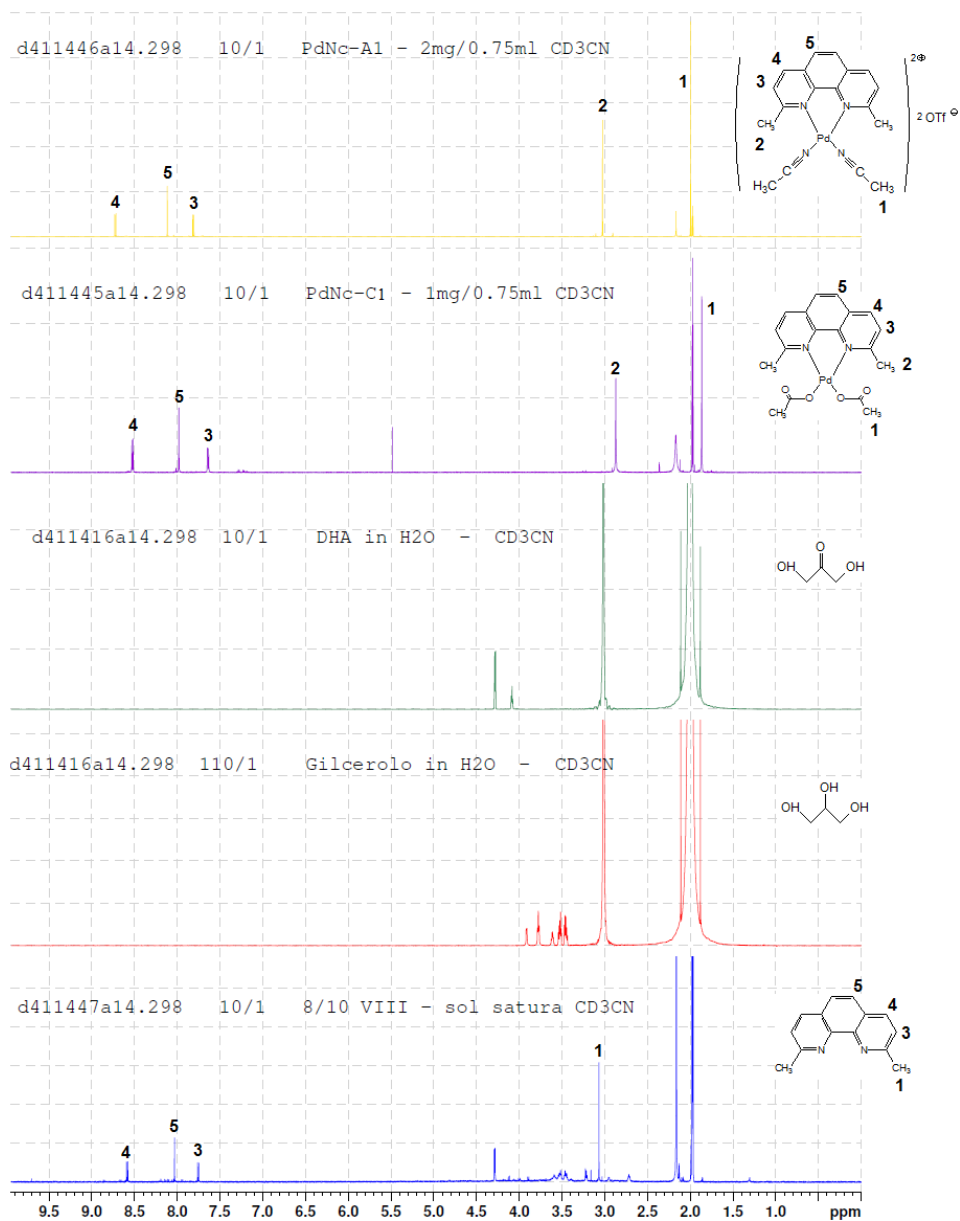 d411446a14.298 10/1 PdNc-A1 - 2mg/0.75ml CD3CN
5
4
3
CH3
CH3
2
N
N
Pd
N
N
C
C
H3C
CH3
1
2⊕
2 OTf ⊖
4
5
3
2
1
d411445a14.298 10/1 PdNc-C1 - 1mg/0.75ml CD3CN
5
4
3
N
N
CH3
CH3
2
Pd
O
O
O
O
CH3
CH3
1
4
5
3
2
1
d411416a14.298 10/1 DHA in H2O - CD3CN
O
OH
OH
d411416a14.298 110/1 Gilcerolo in H2O - CD3CN
OH
OH
OH
d411447a14.298 10/1 8/10 VIII - sol satura CD3CN
5
4
3
N
N
CH3
CH3
1
4
5
3
1
9.5 9.0 8.5 8.0 7.5 7.0 6.5 6.0 5.5 5.0 4.5 4.0 3.5 3.0 2.5 2.0 1.5 1.0 ppm